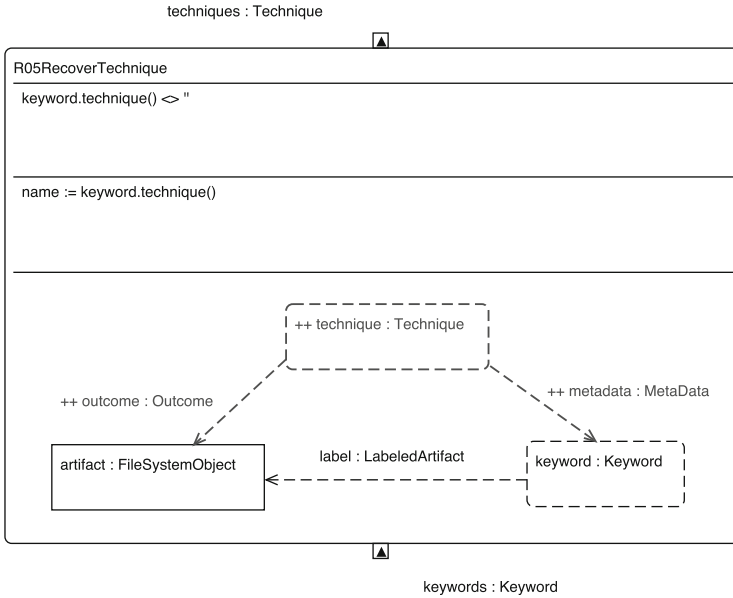 techniques : Technique
R05RecoverTechnique
keyword.technique() <> "
name := keyword.technique()
++ technique : Technique
++ metadata : MetaData
++ outcome : Outcome
label : LabeledArtifact
artifact : FileSystemObject
keyword : Keyword
keywords : Keyword